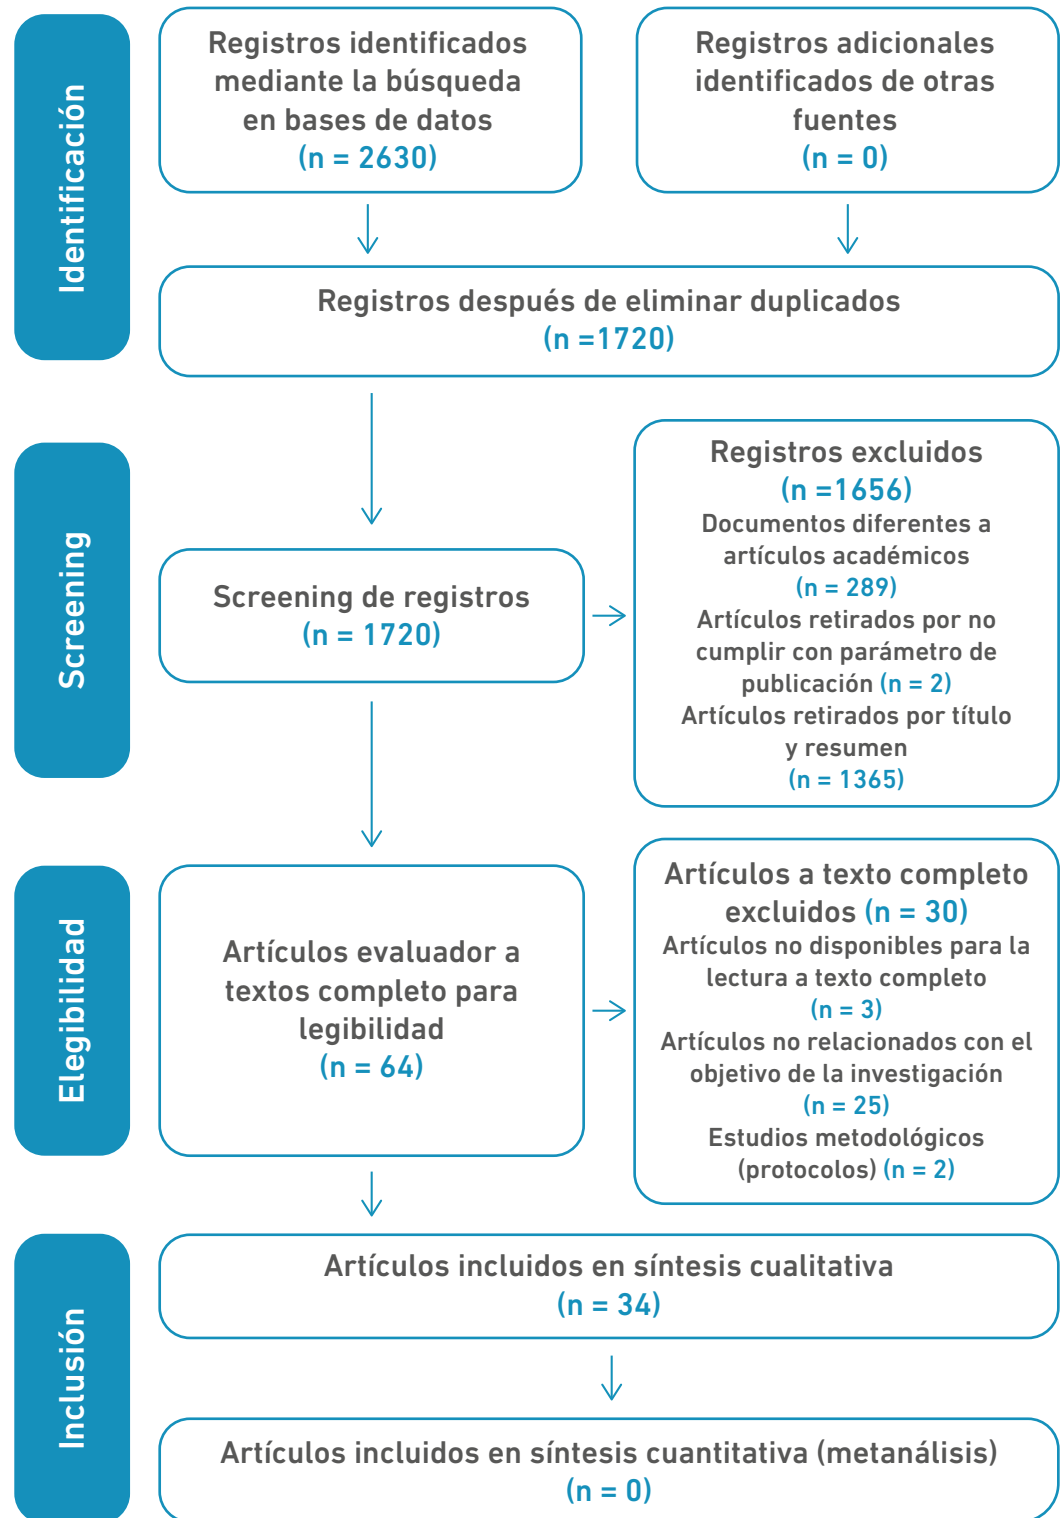 Identificación
Registros identificados
mediante la búsqueda
en bases de datos
(n = 2630)
Registros adicionales
identificados de otras
fuentes
(n = 0)
Registros después de eliminar duplicados
(n =1720)
Screening
Screening de registros
(n = 1720)
Registros excluidos
(n =1656)
Documentos diferentes a
artículos académicos
(n = 289)
Artículos retirados por no
cumplir con parámetro de
publicación (n = 2)
Artículos retirados por título
y resumen
(n = 1365)
Elegibilidad
Artículos evaluador a
textos completo para
legibilidad
(n = 64)
Artículos a texto completo
excluidos (n = 30)
Artículos no disponibles para la
lectura a texto completo
(n = 3)
Artículos no relacionados con el
objetivo de la investigación
(n = 25)
Estudios metodológicos
(protocolos) (n = 2)
Inclusión
Artículos incluidos en síntesis cualitativa
(n = 34)
Artículos incluidos en síntesis cuantitativa (metanálisis)
(n = 0)